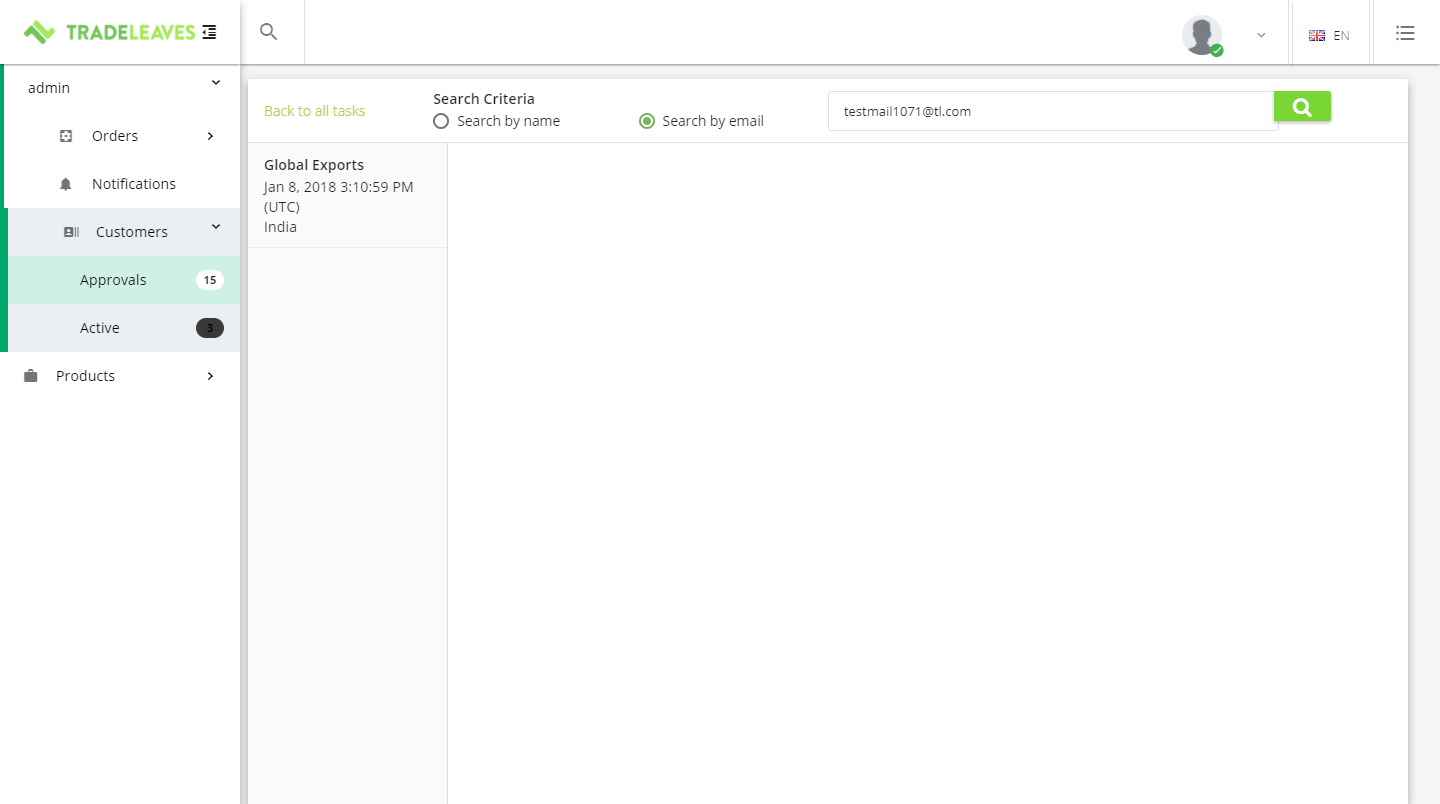 TRADELEAVES
EN
admin
Orders
Notifications
Customers
Approvals 15
Active 3
Products
Back to all tasks
Search Criteria
Search by name
Search by email
testmail1071@tl.com
Global Exports
Jan 8, 2018 3:10:59 PM
(UTC)
India